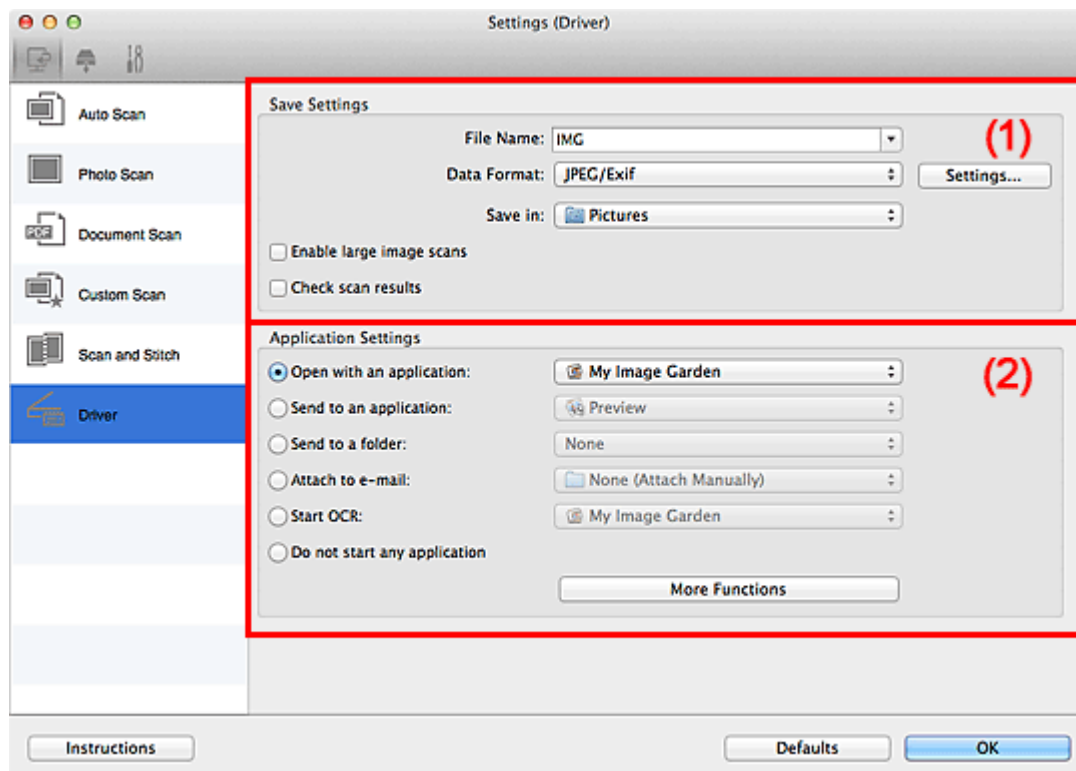 Settings (Driver)
Auto Scan
Photo Scan
PDF
Document Scan
Custom Scan
Scan and Stitch
Driver
Save Settings
(1)
File Name: IMG
Data Format: JPEG/Exif Settings...
Save in: Pictures
Enable large image scans
Check scan results
Application Settings
(2)
Open with an application: My Image Garden
Send to an application: Preview
Send to a folder: None
Attach to e-mail: None (Attach Manually)
Start OCR: My Image Garden
Do not start any application
More Functions
Instructions Defaults OK